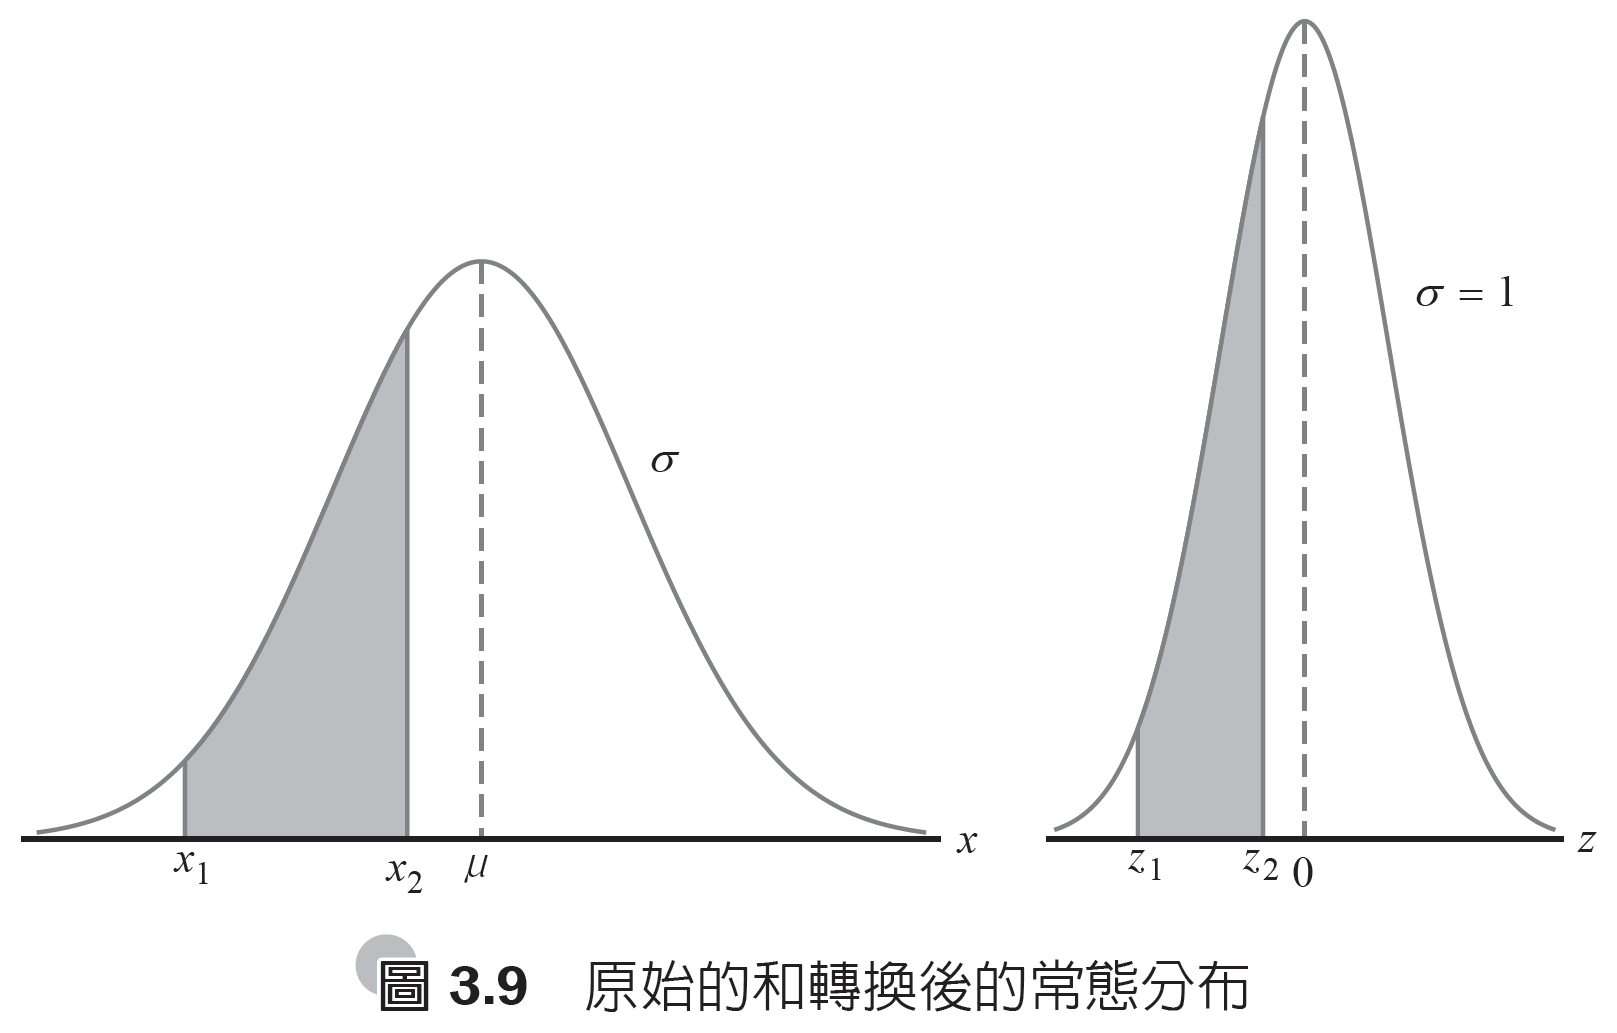 σ
σ = 1
x₁ x₂ μ x
z₁ z₂ 0 z
圖 3.9 原始的和轉換後的常態分布